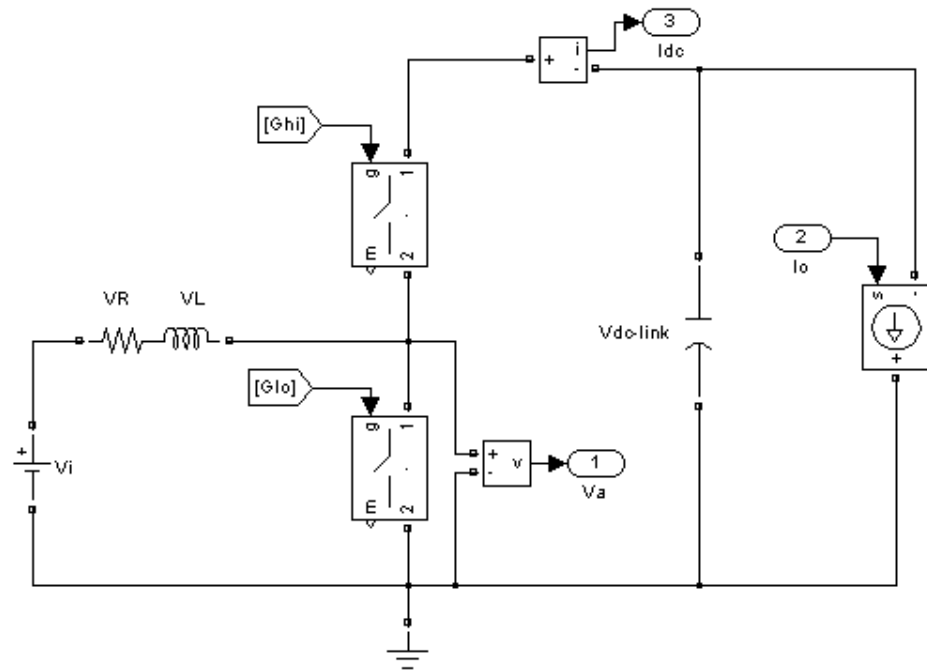 3
Idc
+
i
-
[Ghi]
g
1
m
2
2
Io
s
-
+
VR
VL
Vdc-link
[Glo]
g
1
m
2
+
-
v
1
Va
+
Vi